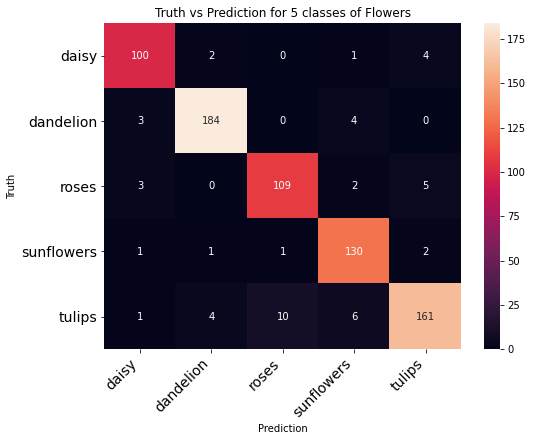 Truth vs Prediction for 5 classes of Flowers
Truth
daisy 100 2 0 1 4
dandelion 3 184 0 4 0
roses 3 0 109 2 5
sunflowers 1 1 1 130 2
tulips 1 4 10 6 161
daisy dandelion roses sunflowers tulips
Prediction
175
150
125
100
75
50
25
0